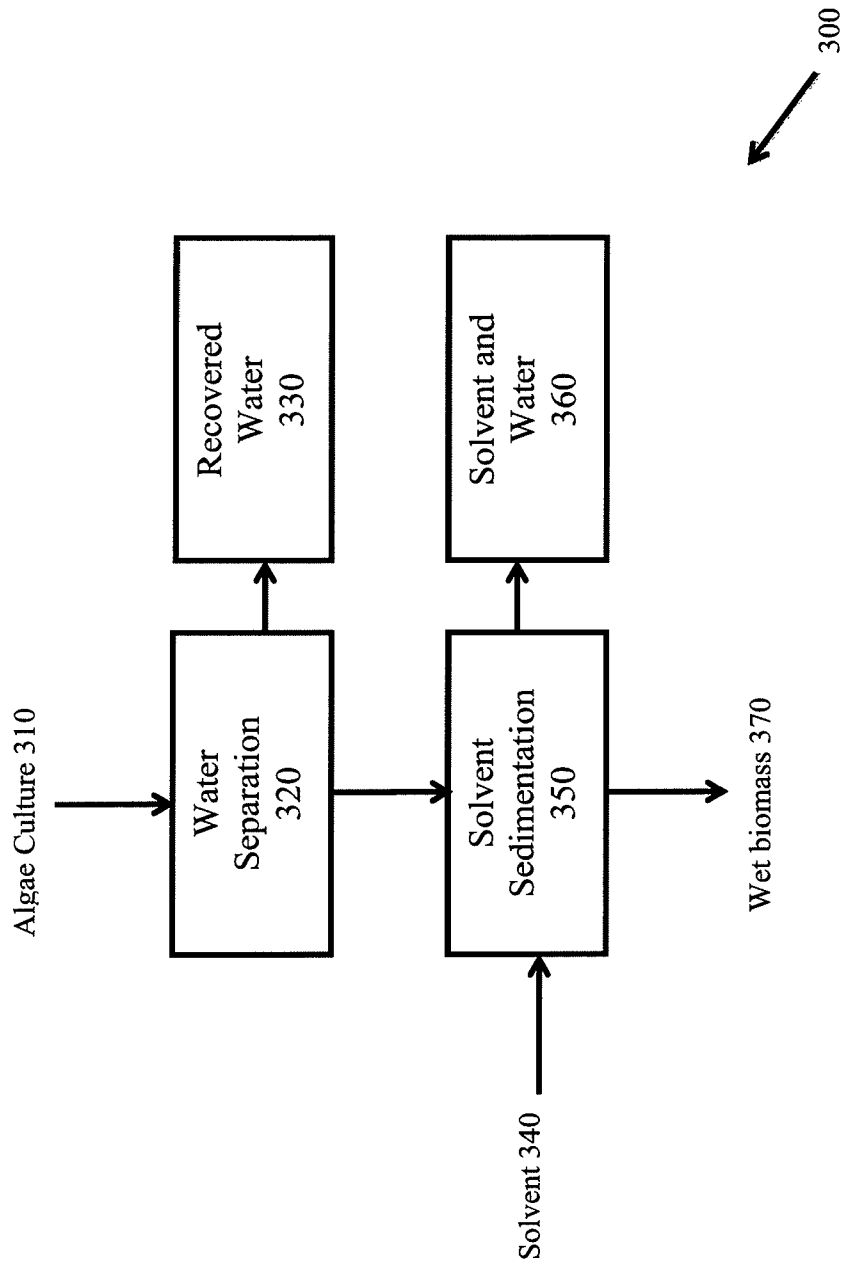 Algae Culture 310
Water
Separation
320
Recovered
Water
330
Solvent 340
Solvent
Sedimentation
350
Solvent and
Water
360
Wet biomass 370
300